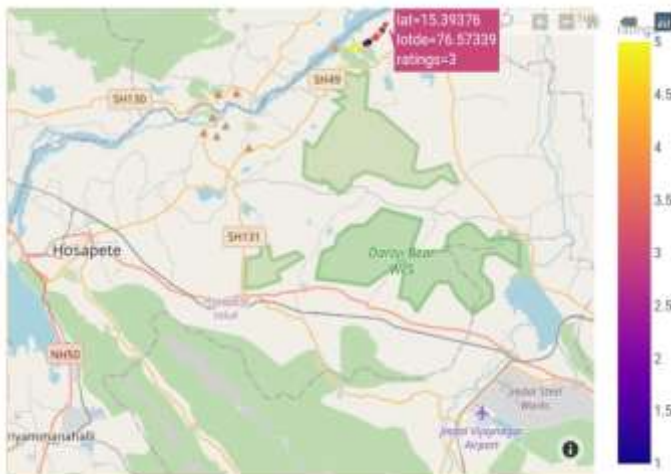 lat=15.39376
lotde=76.57339
ratings=3
5
4.5
4
3.5
3
2.5
2
1.5
1
SH49
SH130
SH131
Hosapete
Daroji Bear
WLS
NH50
Jindal Steel
Works
Jindal Vijaynagar
Airport
nyammanahalli